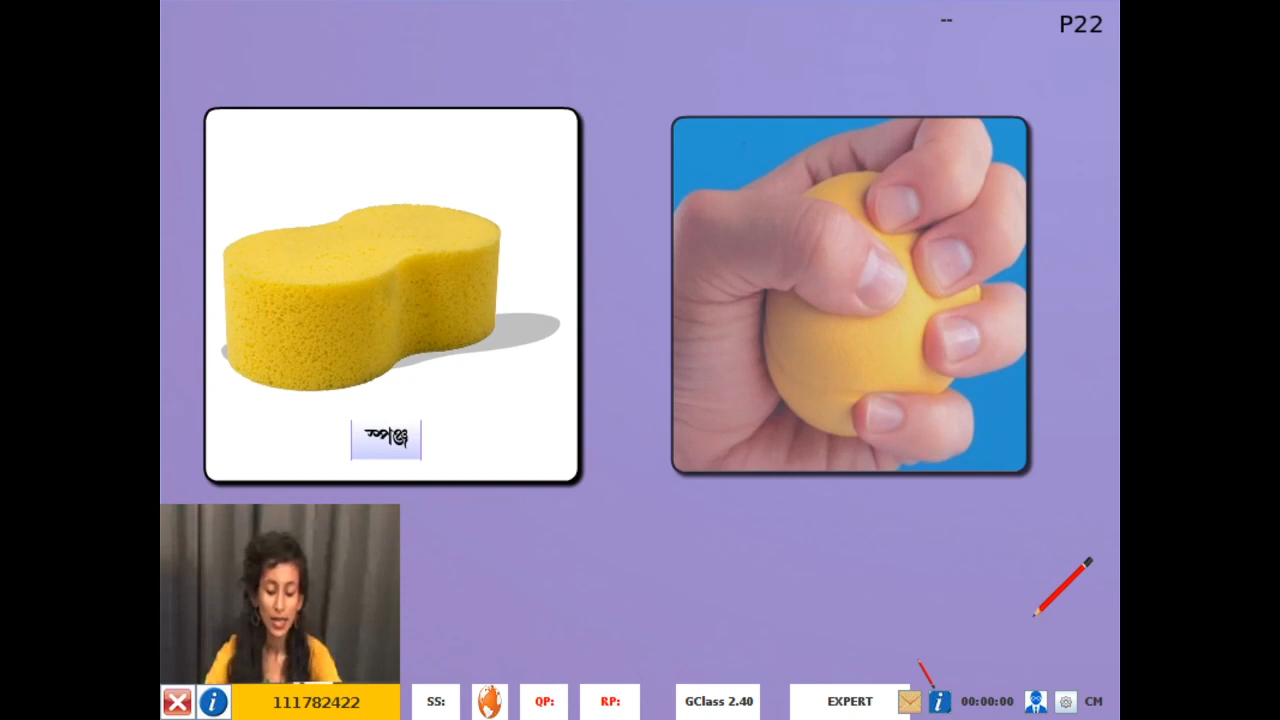 --
P22
স্পঞ্জ
111782422
SS:
QP:
RP:
GClass 2.40
EXPERT
00:00:00
CM